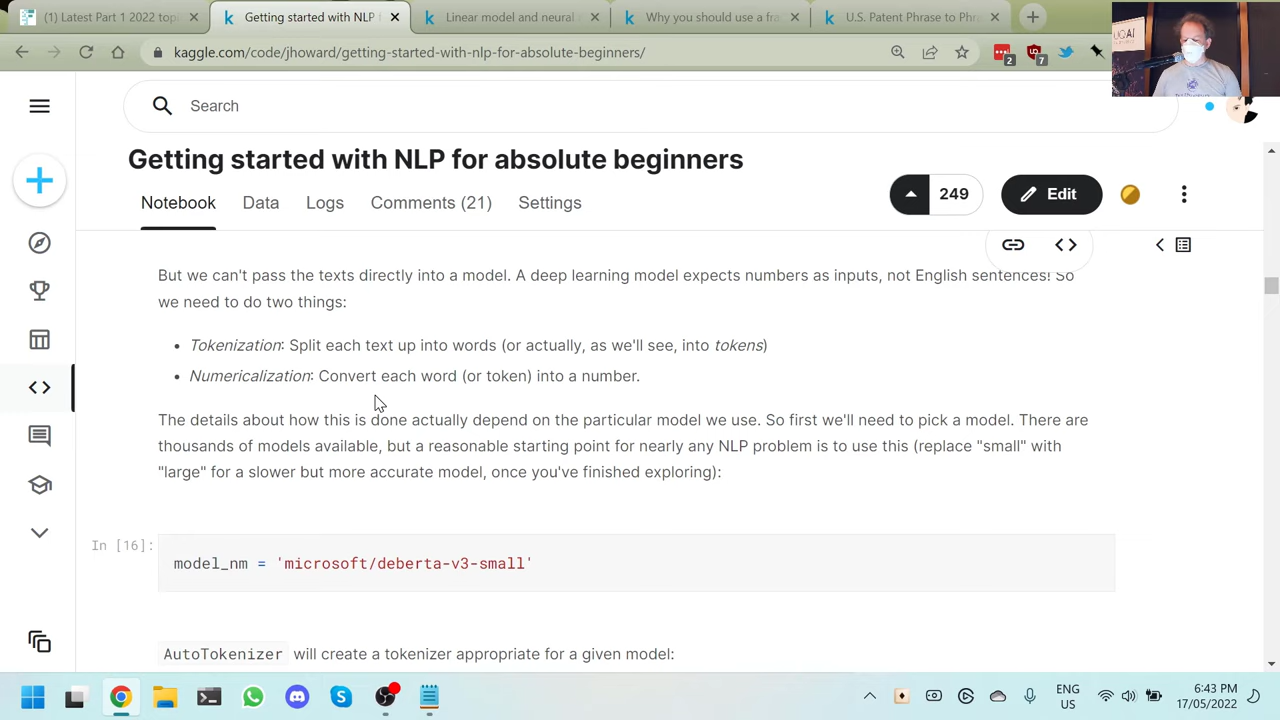 (1) Latest Part 1 2022 top
Getting started with NLP f
Linear model and neural
Why you should use a fra
U.S. Patent Phrase to Phr
kaggle.com/code/jhoward/getting-started-with-nlp-for-absolute-beginners/
2
7
Search
Getting started with NLP for absolute beginners
Notebook
Data
Logs
Comments (21)
Settings
249
Edit
But we can't pass the texts directly into a model. A deep learning model expects numbers as inputs, not English sentences! So
we need to do two things:
• Tokenization: Split each text up into words (or actually, as we'll see, into tokens)
• Numericalization: Convert each word (or token) into a number.
The details about how this is done actually depend on the particular model we use. So first we'll need to pick a model. There are
thousands of models available, but a reasonable starting point for nearly any NLP problem is to use this (replace "small" with
"large" for a slower but more accurate model, once you've finished exploring):
In [16]:
model_nm = 'microsoft/deberta-v3-small'
AutoTokenizer will create a tokenizer appropriate for a given model:
ENG
US
6:43 PM
17/05/2022